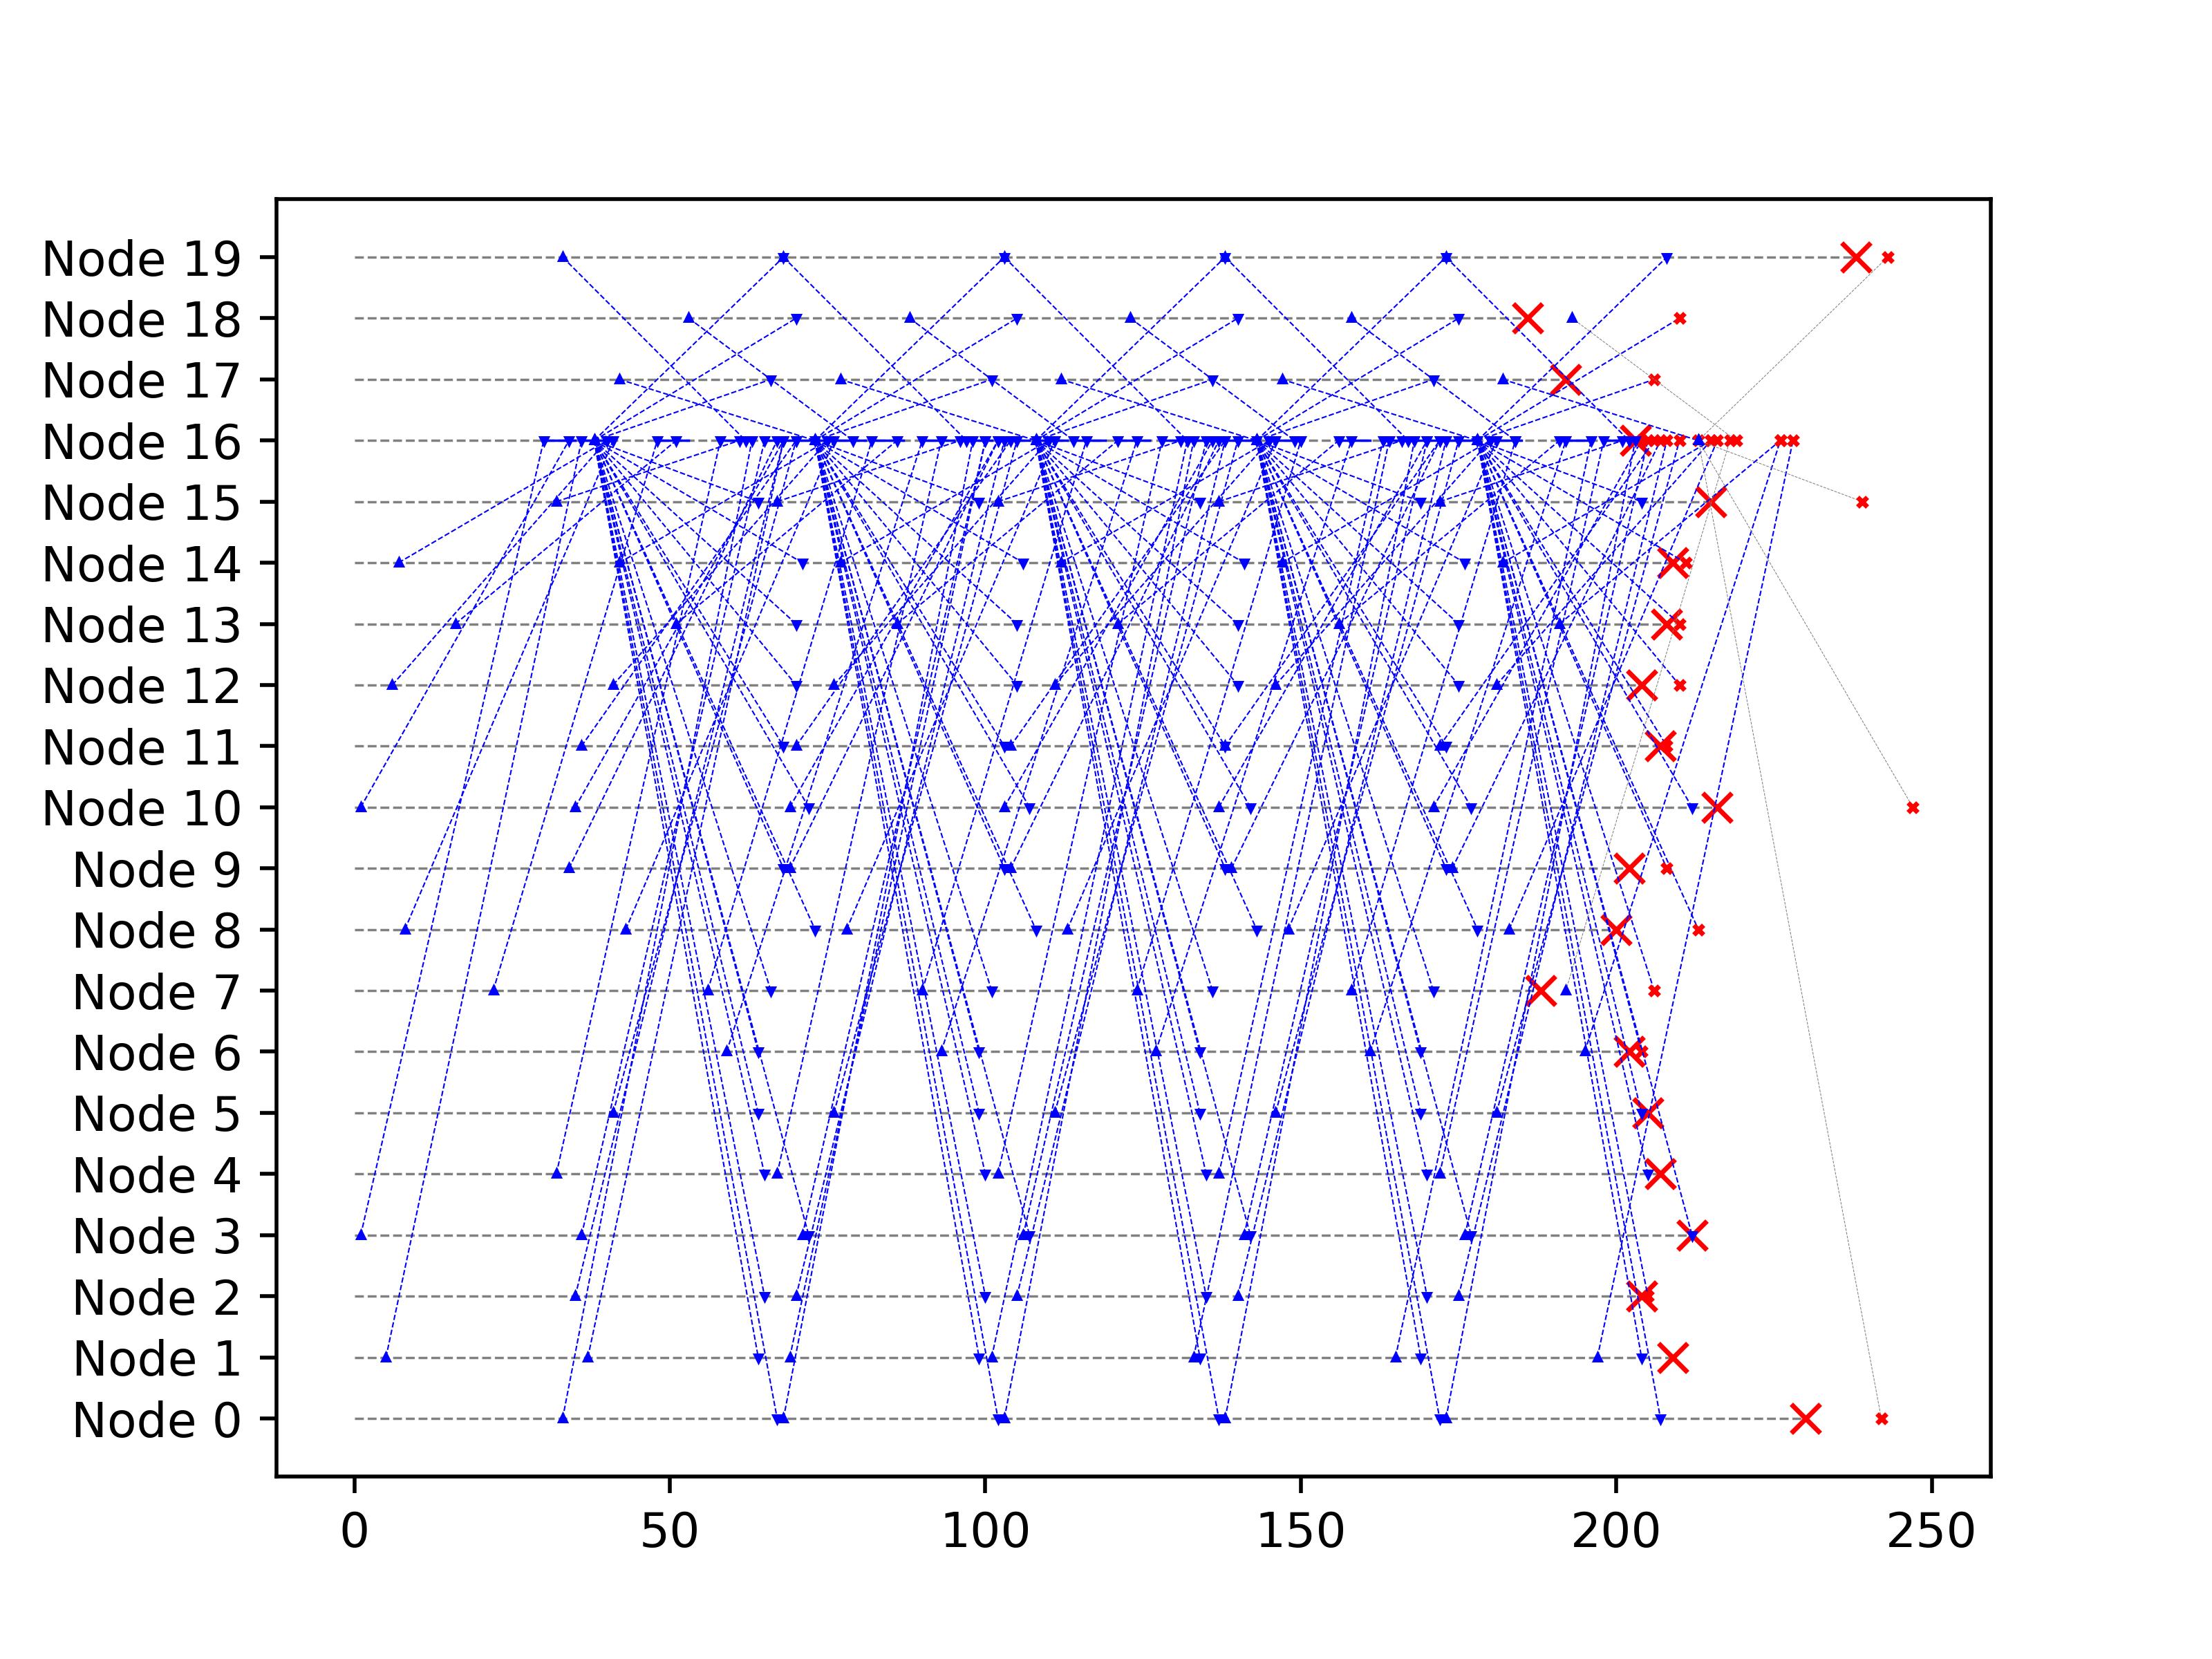 Node 19
Node 18
Node 17
Node 16
Node 15
Node 14
Node 13
Node 12
Node 11
Node 10
Node 9
Node 8
Node 7
Node 6
Node 5
Node 4
Node 3
Node 2
Node 1
Node 0
0 50 100 150 200 250